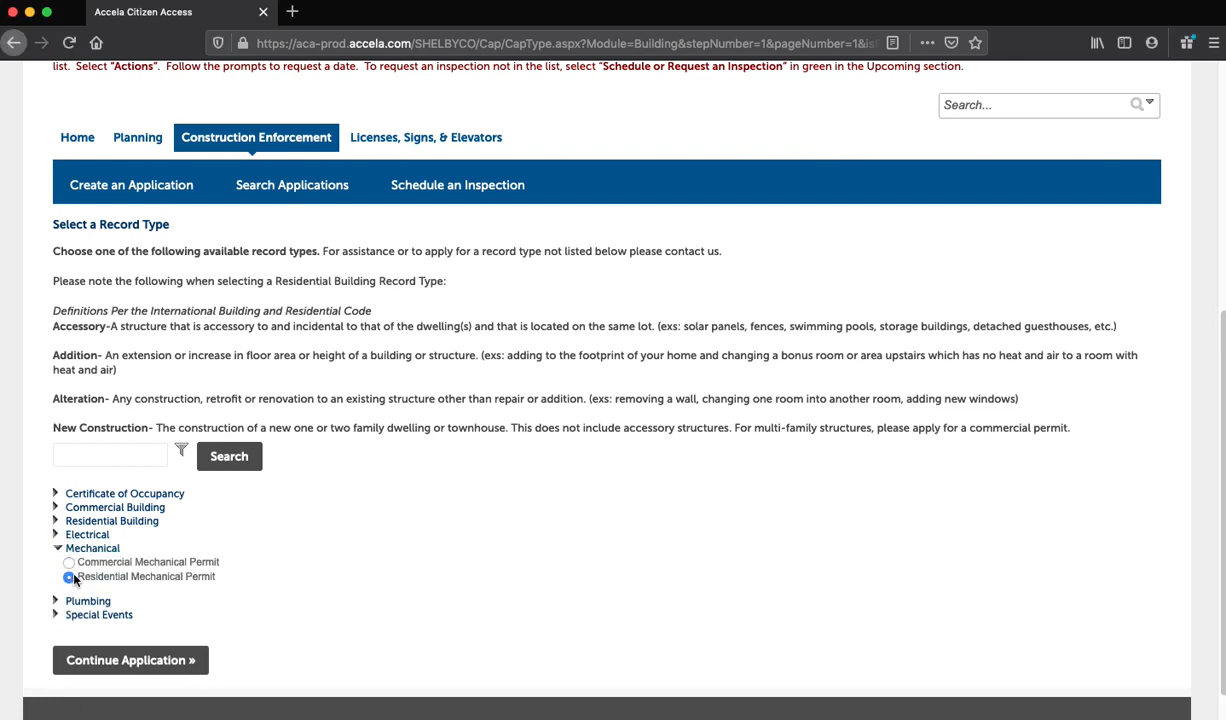 Accela Citizen Access
https://aca-prod.accela.com/SHELBYCO/Cap/CapType.aspx?Module=Building&stepNumber=1&pageNumber=1&is
list. Select "Actions". Follow the prompts to request a date. To request an inspection not in the list, select "Schedule or Request an Inspection" in green in the Upcoming section.
Search...
Home Planning Construction Enforcement Licenses, Signs, & Elevators
Create an Application Search Applications Schedule an Inspection
Select a Record Type
Choose one of the following available record types. For assistance or to apply for a record type not listed below please contact us.
Please note the following when selecting a Residential Building Record Type:
Definitions Per the International Building and Residential Code
Accessory-A structure that is accessory to and incidental to that of the dwelling(s) and that is located on the same lot. (exs: solar panels, fences, swimming pools, storage buildings, detached guesthouses, etc.)
Addition- An extension or increase in floor area or height of a building or structure. (exs: adding to the footprint of your home and changing a bonus room or area upstairs which has no heat and air to a room with
heat and air)
Alteration- Any construction, retrofit or renovation to an existing structure other than repair or addition. (exs: removing a wall, changing one room into another room, adding new windows)
New Construction- The construction of a new one or two family dwelling or townhouse. This does not include accessory structures. For multi-family structures, please apply for a commercial permit.
Search
Certificate of Occupancy
Commercial Building
Residential Building
Electrical
Mechanical
Commercial Mechanical Permit
Residential Mechanical Permit
Plumbing
Special Events
Continue Application »